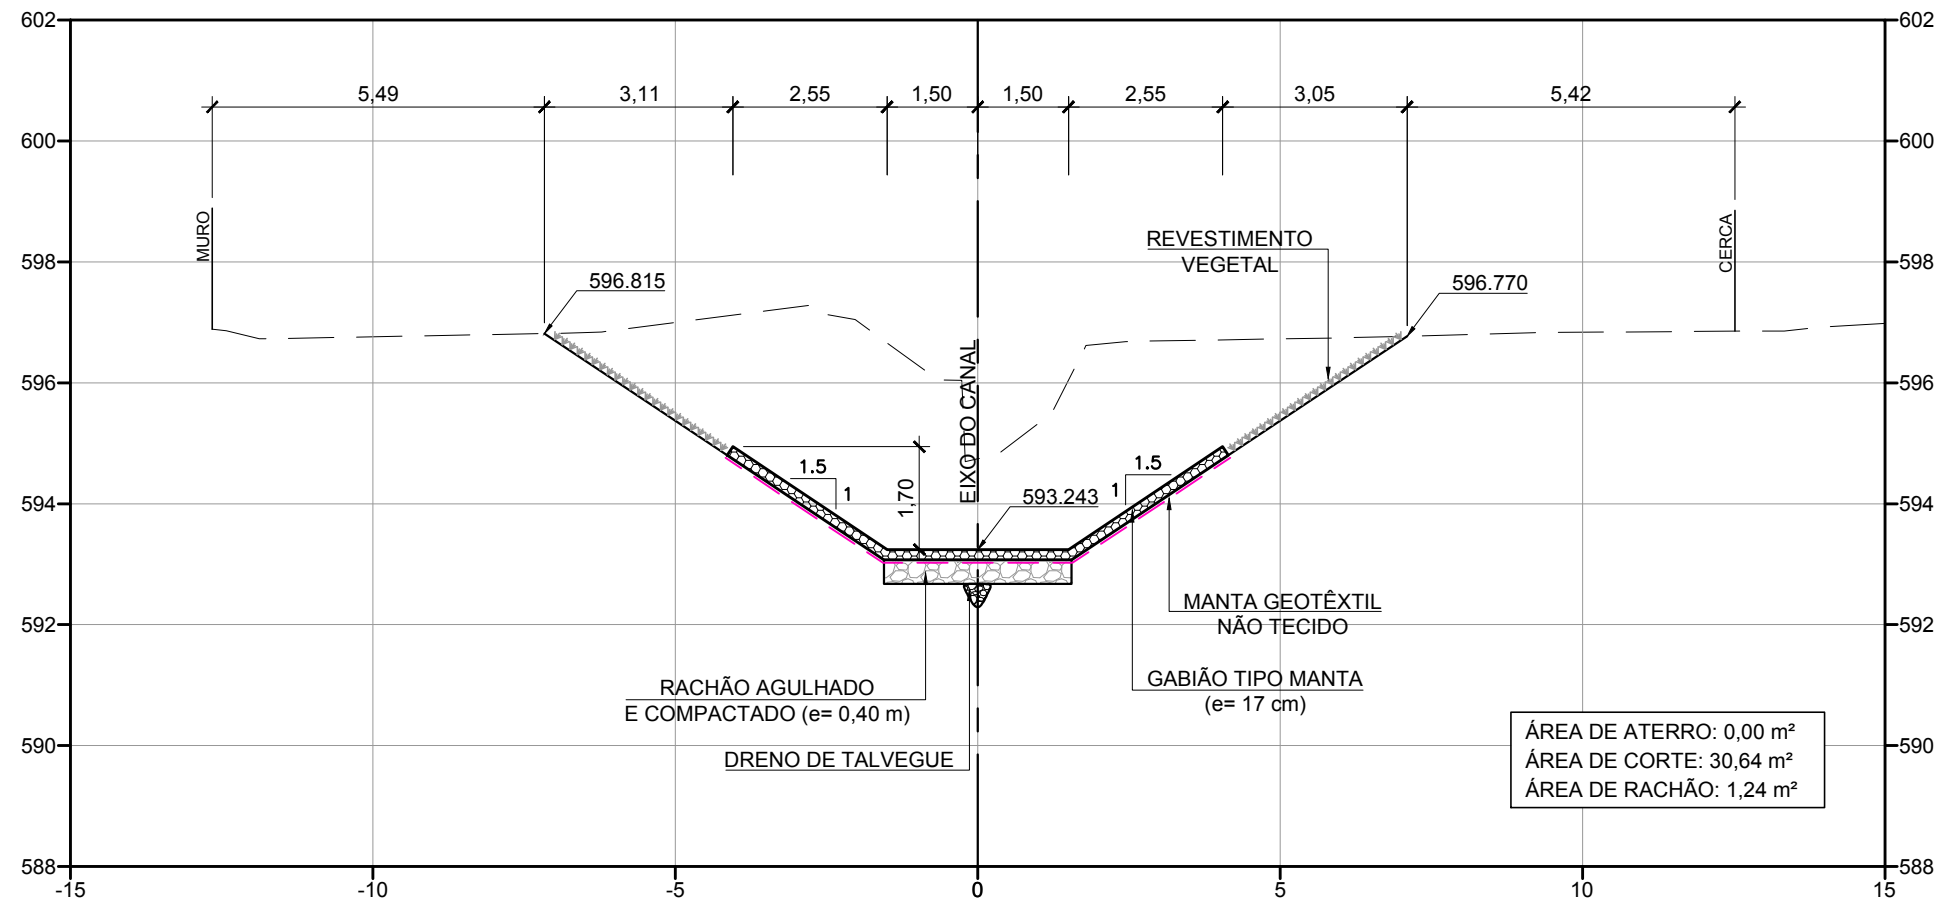 602
602
5,49
3,11
2,55
1,50
1,50
2,55
3,05
5,42
600
600
MURO
CERCA
REVESTIMENTO
VEGETAL
598
598
596.815
596.770
EIXO DO CANAL
596
596
1.5
1
1,70
1.5
1
593.243
594
594
MANTA GEOTÊXTIL
NÃO TECIDO
592
592
RACHÃO AGULHADO
E COMPACTADO (e= 0,40 m)
GABIÃO TIPO MANTA
(e= 17 cm)
DRENO DE TALVEGUE
590
590
ÁREA DE ATERRO: 0,00 m²
ÁREA DE CORTE: 30,64 m²
ÁREA DE RACHÃO: 1,24 m²
588
588
-15
-10
-5
0
5
10
15